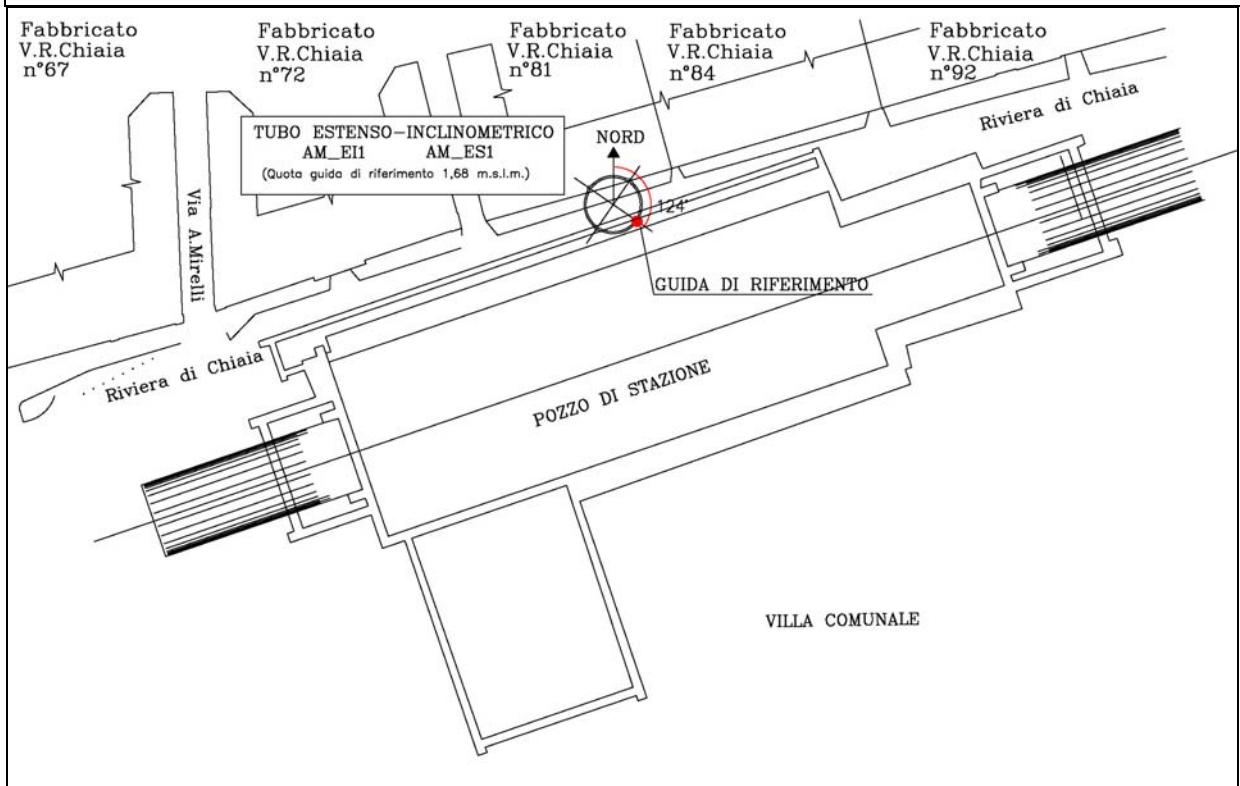 Fabbricato
V.R.Chiaia
n°67
Fabbricato
V.R.Chiaia
n°72
Fabbricato
V.R.Chiaia
n°81
Fabbricato
V.R.Chiaia
n°84
Fabbricato
V.R.Chiaia
n°92
TUBO ESTENSO-INCLINOMETRICO
AM_EI1 AM_ES1
(Quota guida di riferimento 1,68 m.s.l.m.)
NORD
124°
Riviera di Chiaia
Via A.Mirelli
GUIDA DI RIFERIMENTO
Riviera di Chiaia
POZZO DI STAZIONE
VILLA COMUNALE